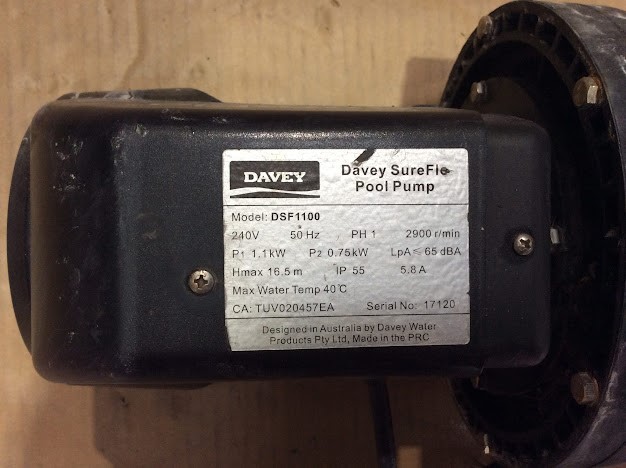 DAVEY
Davey SureFlo
Pool Pump
Model: DSF1100
240V 50 Hz PH 1 2900 r/min
P1 1.1kW P2 0.75kW LpA ≤ 65 dBA
Hmax 16.5 m IP 55 5.8 A
Max Water Temp 40℃
CA: TUV020457EA Serial No: 17120
Designed in Australia by Davey Water
Products Pty Ltd, Made in the PRC